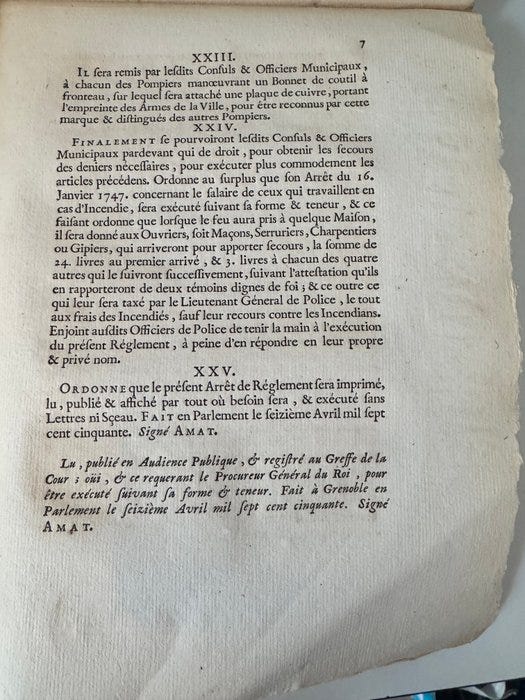 7
XXIII.
IL ſera remis par leſdits Conſuls & Officiers Municipaux,
à chacun des Pompiers manœuvrant un Bonnet de coutil à
fronteau, ſur lequel ſera attaché une plaque de cuivre, portant
l'empreinte des Armes de la Ville, pour être reconnus par cette
marque & diſtingués des autres Pompiers.
XXIV.
FINALEMENT ſe pourvoiront leſdits Conſuls & Officiers
Municipaux pardevant qui de droit, pour obtenir les ſecours
des deniers néceſſaires, pour exécuter plus commodement les
articles précédens. Ordonne au ſurplus que ſon Arrêt du 16.
Janvier 1747. concernant le ſalaire de ceux qui travaillent en
cas d'Incendie, ſera exécuté ſuivant ſa forme & teneur, & ce
faiſant ordonne que lorſque le feu aura pris à quelque Maiſon,
il ſera donné aux Ouvriers, ſoit Maçons, Serruriers, Charpentiers
ou Gipiers, qui arriveront pour apporter ſecours, la ſomme de
24. livres au premier arrivé, & 3. livres à chacun des quatre
autres qui le ſuivront ſucceſſivement, ſuivant l'atteſtation qu'ils
en rapporteront de deux témoins dignes de foi; & ce outre ce
qui leur ſera taxé par le Lieutenant Général de Police, le tout
aux frais des Incendiés, ſauf leur recours contre les Incendians.
Enjoint auſdits Officiers de Police de tenir la main à l'exécution
du préſent Réglement, à peine d'en répondre en leur propre
& privé nom.
XXV.
ORDONNE que le préſent Arrêt de Réglement ſera imprimé,
lu, publié & affiché par tout où beſoin ſera, & exécuté ſans
Lettres ni Sçeau. FAIT en Parlement le ſeizième Avril mil ſept
cent cinquante. Signé AMAT.
Lu, publié en Audience Publique, & regiſtré au Greffe de la
Cour; oüi, & ce requerant le Procureur Général du Roi, pour
être exécuté ſuivant ſa forme & teneur. Fait à Grenoble en
Parlement le ſeizième Avril mil ſept cent cinquante. Signé
AMAT.